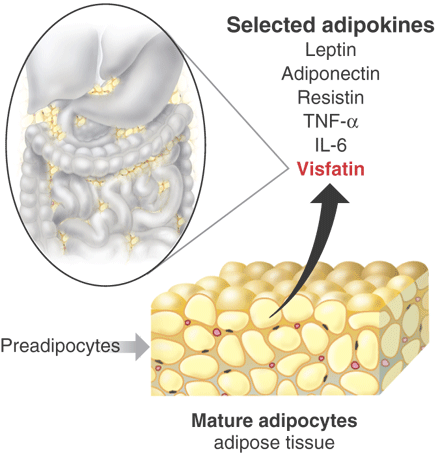 Selected adipokines
Leptin
Adiponectin
Resistin
TNF-α
IL-6
Visfatin
Preadipocytes
Mature adipocytes
adipose tissue